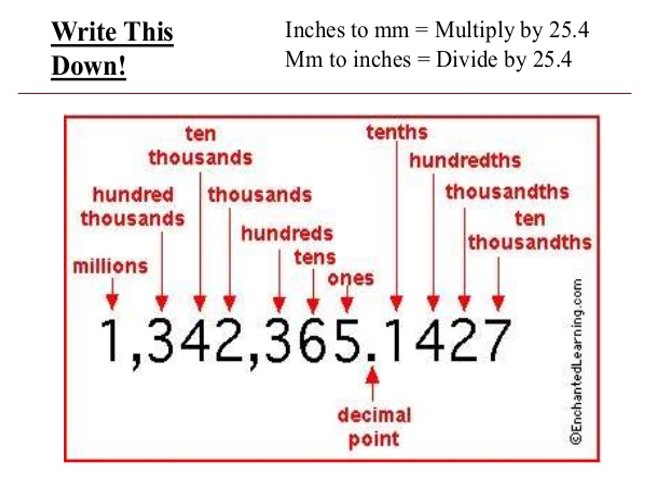 Write This
Down!
Inches to mm = Multiply by 25.4
Mm to inches = Divide by 25.4
ten
thousands
tenths
hundredths
hundred
thousands
thousands
thousandths
hundreds
ten
thousandths
tens
millions
ones
1,342,365.1427
decimal
point
©EnchantedLearning.com